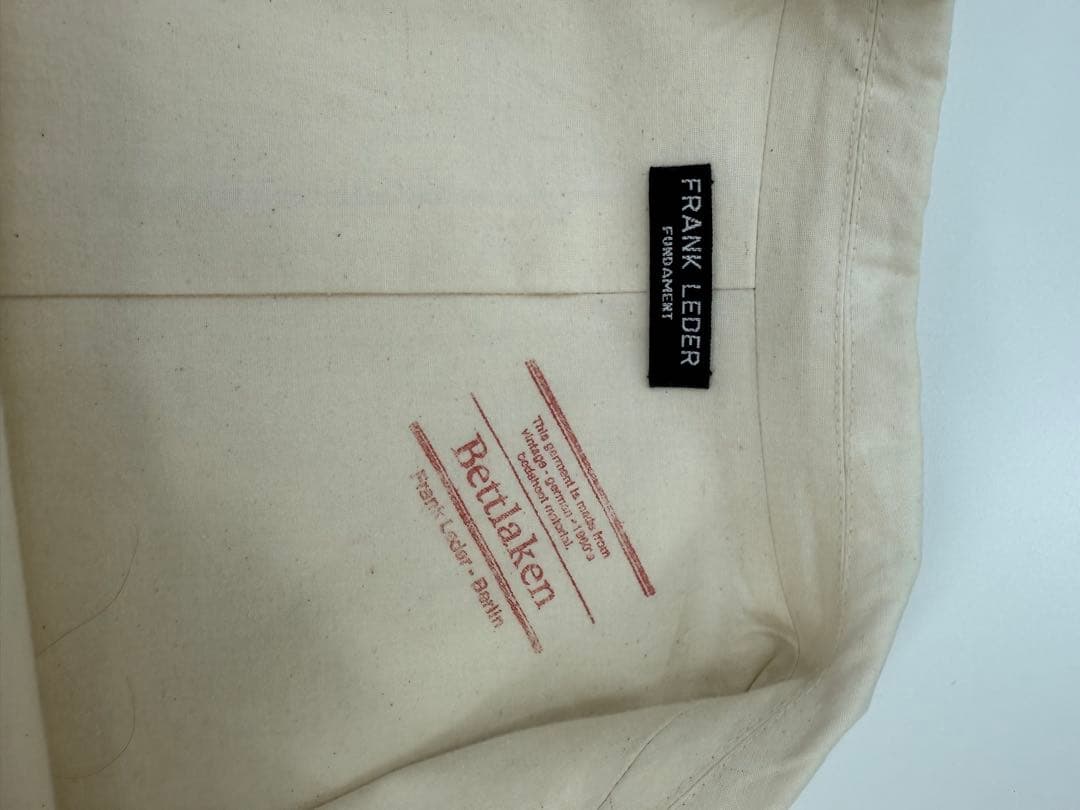 FRANK LEDER
FUNDAMENT
This garment is made from
vintage - german - 1960's
bedsheet material.
Bettlaken
Frank Leder - Berlin